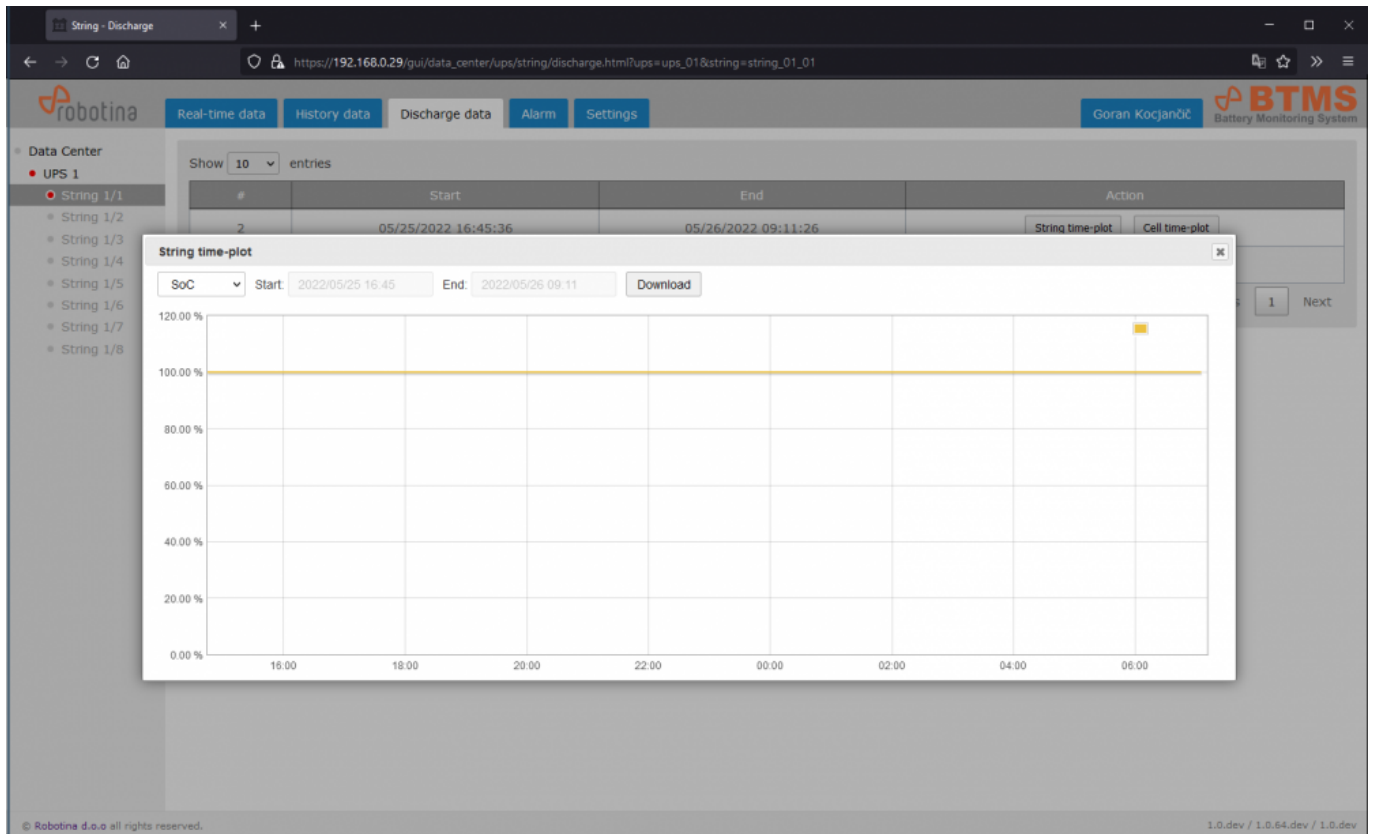 String - Discharge
https://192.168.0.29/gui/data_center/ups/string/discharge.html?ups=ups_01&string=string_01_01
robotina
Real-time data History data Discharge data Alarm Settings Goran Kocjančič
BTMS
Battery Monitoring System
Data Center
UPS 1
String 1/1
String 1/2
String 1/3
String 1/4
String 1/5
String 1/6
String 1/7
String 1/8
Show 10 entries
# Start End Action
2 05/25/2022 16:45:36 05/26/2022 09:11:26 String time-plot Cell time-plot
1 Next
String time-plot
SoC Start: 2022/05/25 16:45 End: 2022/05/26 09:11 Download
120.00 %
100.00 %
80.00 %
60.00 %
40.00 %
20.00 %
0.00 %
16:00 18:00 20:00 22:00 00:00 02:00 04:00 06:00
© Robotina d.o.o all rights reserved.
1.0.dev / 1.0.64.dev / 1.0.dev